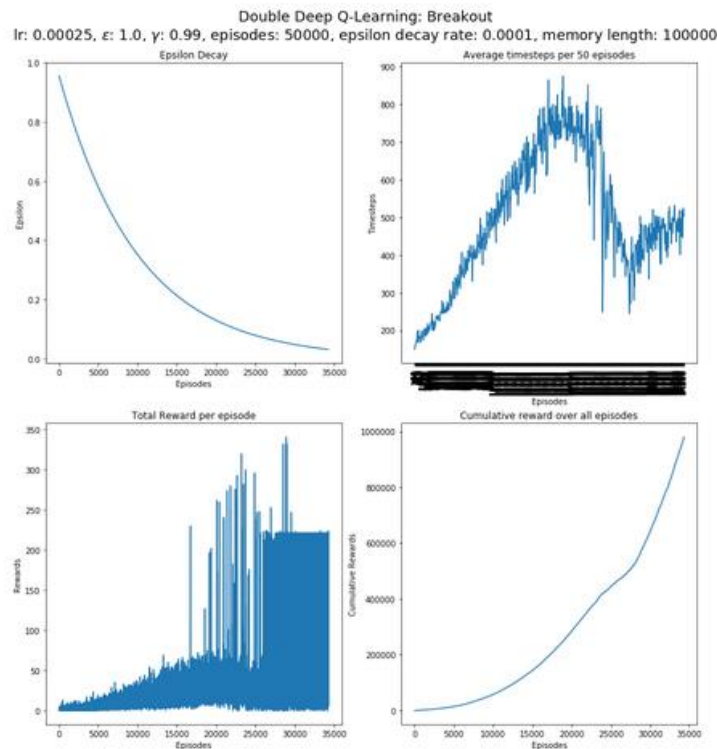 Double Deep Q-Learning: Breakout
lr: 0.00025, ε: 1.0, γ: 0.99, episodes: 50000, epsilon decay rate: 0.0001, memory length: 100000
Epsilon Decay
1.0
0.8
0.6
0.4
0.2
0.0
Epsilon
0 5000 10000 15000 20000 25000 30000 35000
Episodes
Average timesteps per 50 episodes
900
800
700
600
500
400
300
200
Timesteps
Episodes
Total Reward per episode
350
300
250
200
150
100
50
0
Rewards
0 5000 10000 15000 20000 25000 30000 35000
Episodes
Cumulative reward over all episodes
1000000
800000
600000
400000
200000
0
Cumulative Rewards
0 5000 10000 15000 20000 25000 30000 35000
Episodes